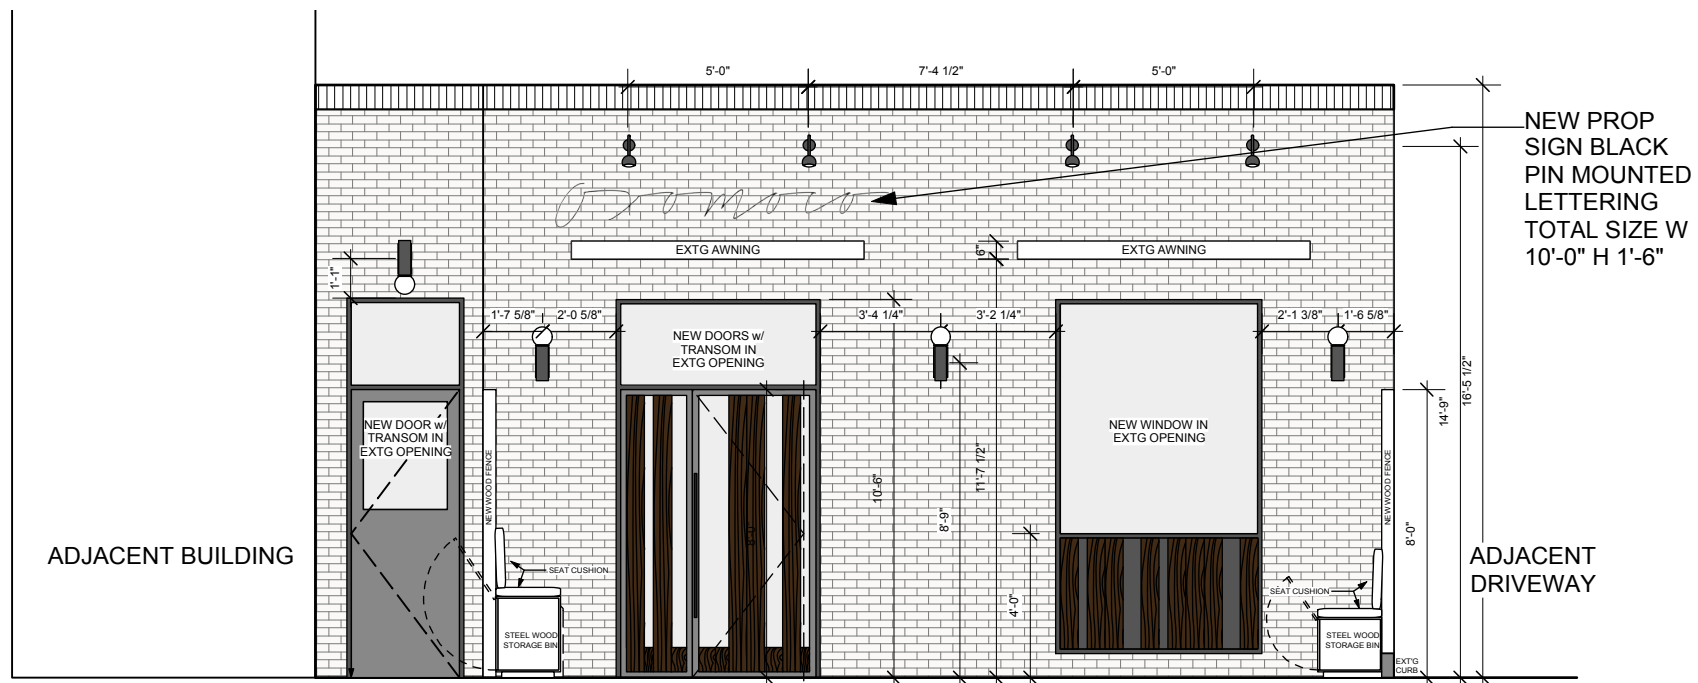 5'-0"
7'-4 1/2"
5'-0"
NEW PROP
SIGN BLACK
PIN MOUNTED
LETTERING
TOTAL SIZE W
10'-0" H 1'-6"
EXTG AWNING
6"
EXTG AWNING
1'-1"
1'-7 5/8"
2'-0 5/8"
3'-4 1/4"
3'-2 1/4"
2'-1 3/8"
1'-6 5/8"
NEW DOORS w/
TRANSOM IN
EXTG OPENING
NEW DOOR w/
TRANSOM IN
EXTG OPENING
NEW WINDOW IN
EXTG OPENING
16'-5 1/2"
14'-9"
NEW WOOD FENCE
8'-0"
10'-6"
8'-9"
11'-7 1/2"
4'-0"
NEW WOOD FENCE
8'-0"
ADJACENT BUILDING
ADJACENT
DRIVEWAY
SEAT CUSHION
SEAT CUSHION
STEEL WOOD
STORAGE BIN
STEEL WOOD
STORAGE BIN
EXT'G
CURB